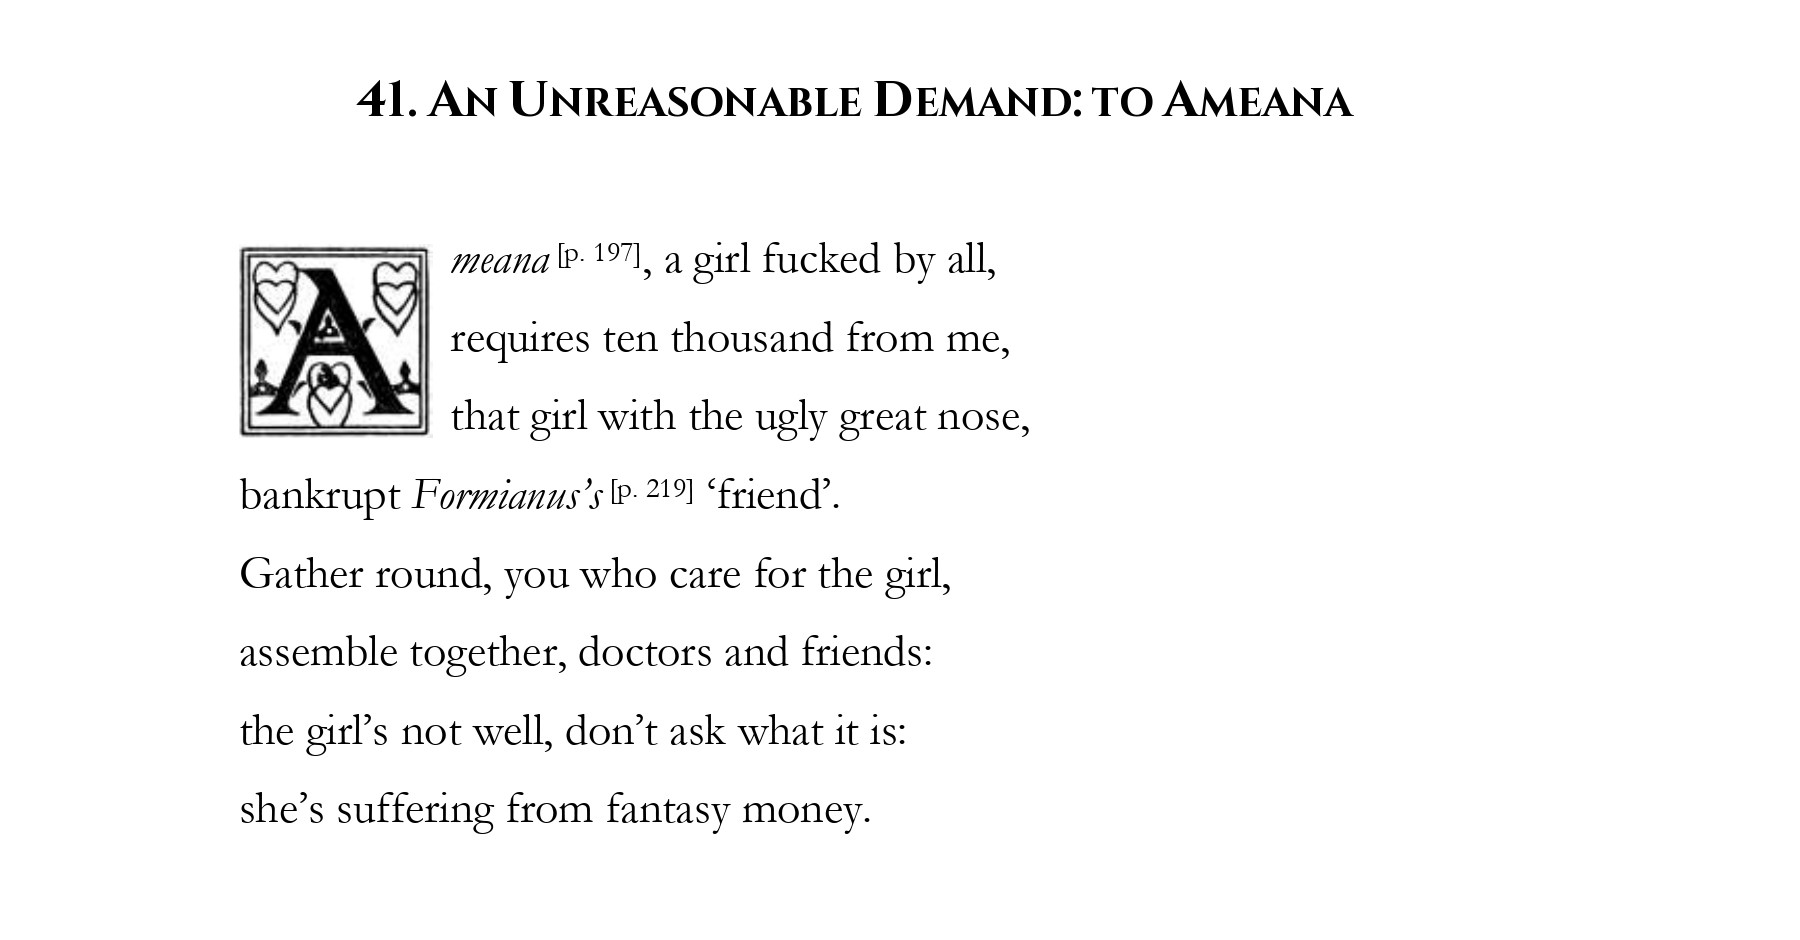 41. An Unreasonable Demand: to Ameana
Ameana [p. 197], a girl fucked by all,
requires ten thousand from me,
that girl with the ugly great nose,
bankrupt Formianus’s [p. 219] ‘friend’.
Gather round, you who care for the girl,
assemble together, doctors and friends:
the girl’s not well, don’t ask what it is:
she’s suffering from fantasy money.